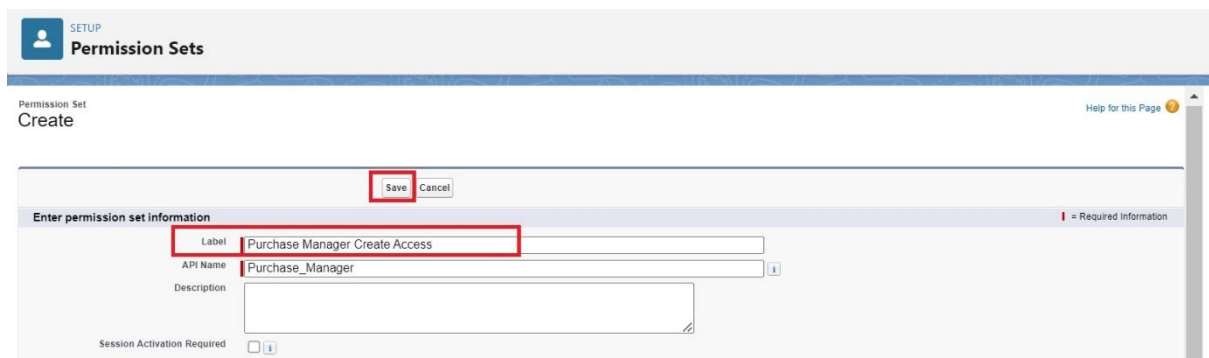 SETUP
Permission Sets
Permission Set
Create
Help for this Page
Save Cancel
Enter permission set information
= Required Information
Label Purchase Manager Create Access
API Name Purchase_Manager
Description
Session Activation Required